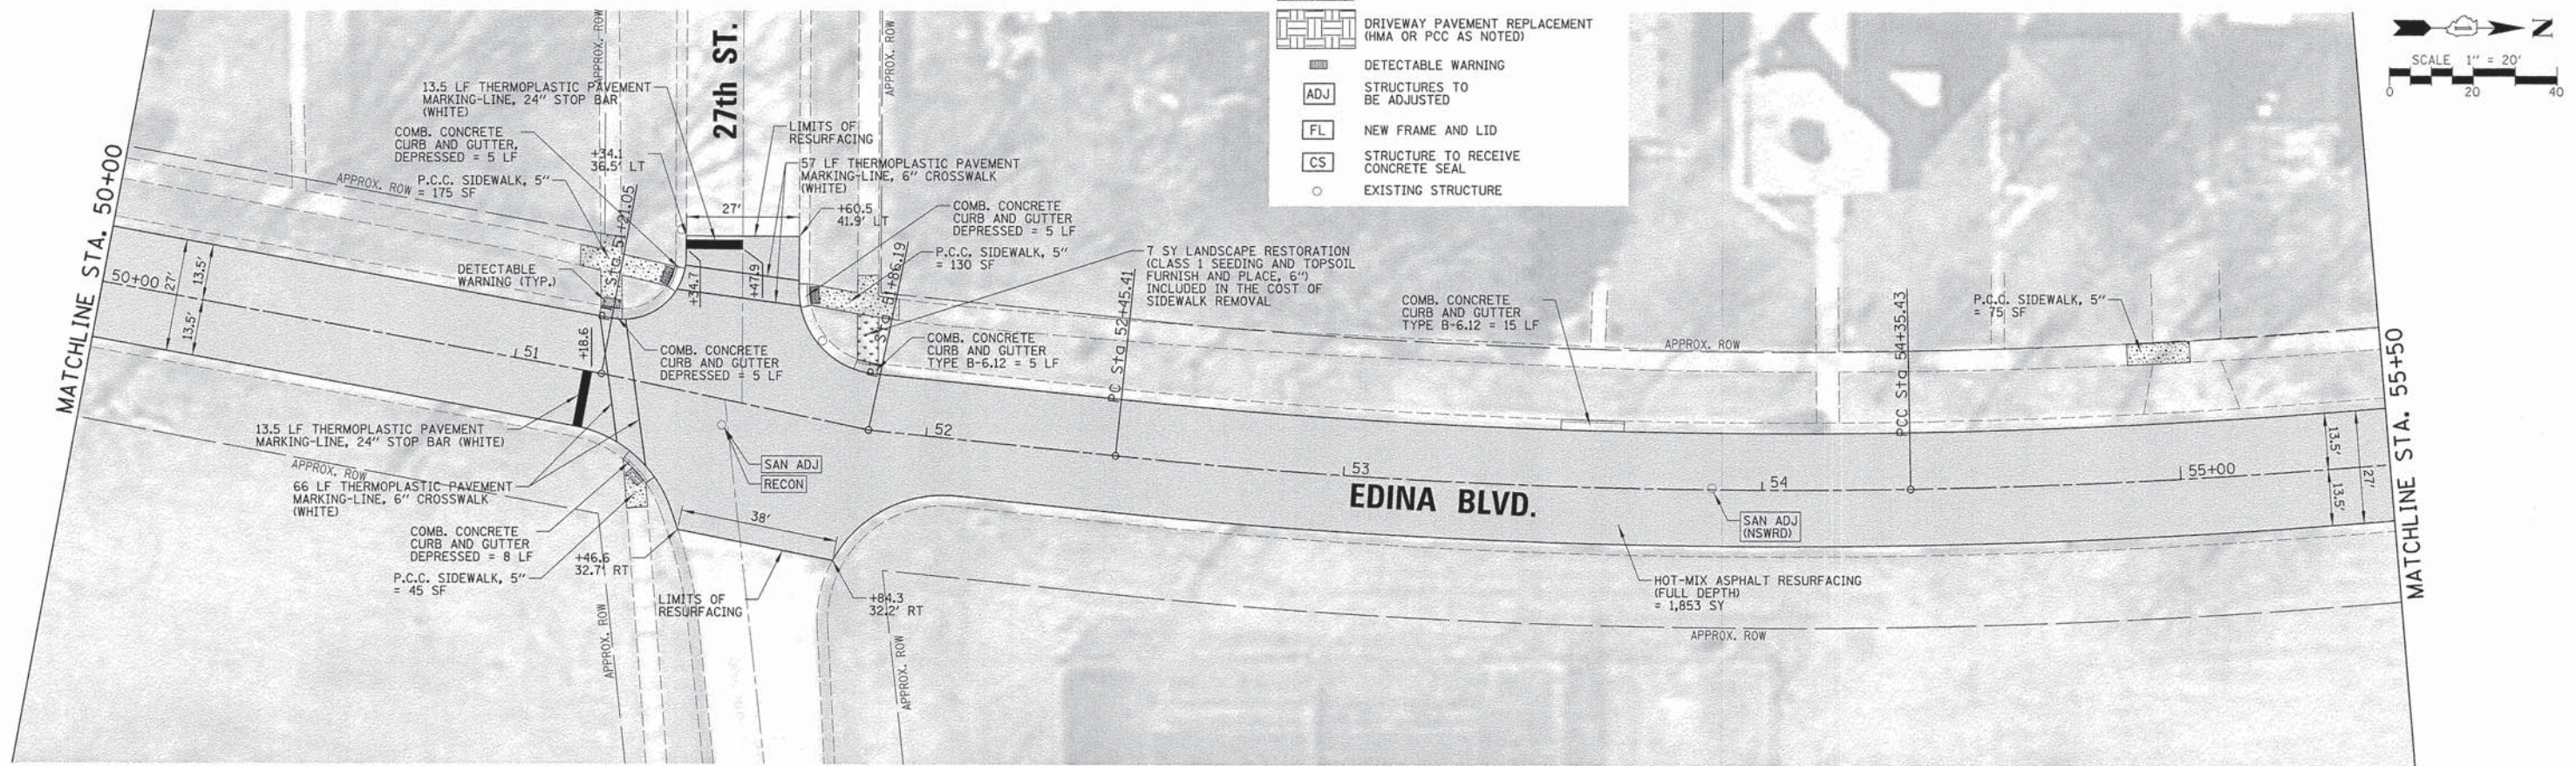 MATCHLINE STA. 50+00
APPROX. ROW
27th ST.
APPROX. ROW
13.5 LF THERMOPLASTIC PAVEMENT
MARKING-LINE, 24" STOP BAR
(WHITE)
COMB. CONCRETE
CURB AND GUTTER,
DEPRESSED = 5 LF
APPROX. ROW
P.C.C. SIDEWALK, 5"
= 175 SF
+34.1
36.5' LT
LIMITS OF
RESURFACING
57 LF THERMOPLASTIC PAVEMENT
MARKING-LINE, 6" CROSSWALK
(WHITE)
27'
+60.5
41.9' LT
COMB. CONCRETE
CURB AND GUTTER
DEPRESSED = 5 LF
P.C.C. SIDEWALK, 5"
= 130 SF
7 SY LANDSCAPE RESTORATION
(CLASS 1 SEEDING AND TOPSOIL
FURNISH AND PLACE, 6")
INCLUDED IN THE COST OF
SIDEWALK REMOVAL
DETECTABLE
WARNING (TYP.)
PI Sta 51+21.05
+34.7
+47.9
PI Sta 51+86.19
PC Sta 52+45.41
50+00
27'
13.5'
13.5'
51
+18.6
COMB. CONCRETE
CURB AND GUTTER
DEPRESSED = 5 LF
COMB. CONCRETE
CURB AND GUTTER
TYPE B-6.12 = 5 LF
COMB. CONCRETE
CURB AND GUTTER
TYPE B-6.12 = 15 LF
APPROX. ROW
PCC Sta 54+35.43
P.C.C. SIDEWALK, 5"
= 75 SF
13.5 LF THERMOPLASTIC PAVEMENT
MARKING-LINE, 24" STOP BAR (WHITE)
APPROX. ROW
66 LF THERMOPLASTIC PAVEMENT
MARKING-LINE, 6" CROSSWALK
(WHITE)
COMB. CONCRETE
CURB AND GUTTER
DEPRESSED = 8 LF
P.C.C. SIDEWALK, 5"
= 45 SF
+46.6
32.7' RT
38'
SAN ADJ
RECON
LIMITS OF
RESURFACING
+84.3
32.2' RT
APPROX. ROW
APPROX. ROW
52
53
54
55+00
EDINA BLVD.
SAN ADJ
(NSWRD)
HOT-MIX ASPHALT RESURFACING
(FULL DEPTH)
= 1,853 SY
APPROX. ROW
13.5'
13.5'
27'
MATCHLINE STA. 55+50
DRIVEWAY PAVEMENT REPLACEMENT
(HMA OR PCC AS NOTED)
DETECTABLE WARNING
ADJ STRUCTURES TO
BE ADJUSTED
FL NEW FRAME AND LID
CS STRUCTURE TO RECEIVE
CONCRETE SEAL
EXISTING STRUCTURE
N
SCALE 1" = 20'
0 20 40